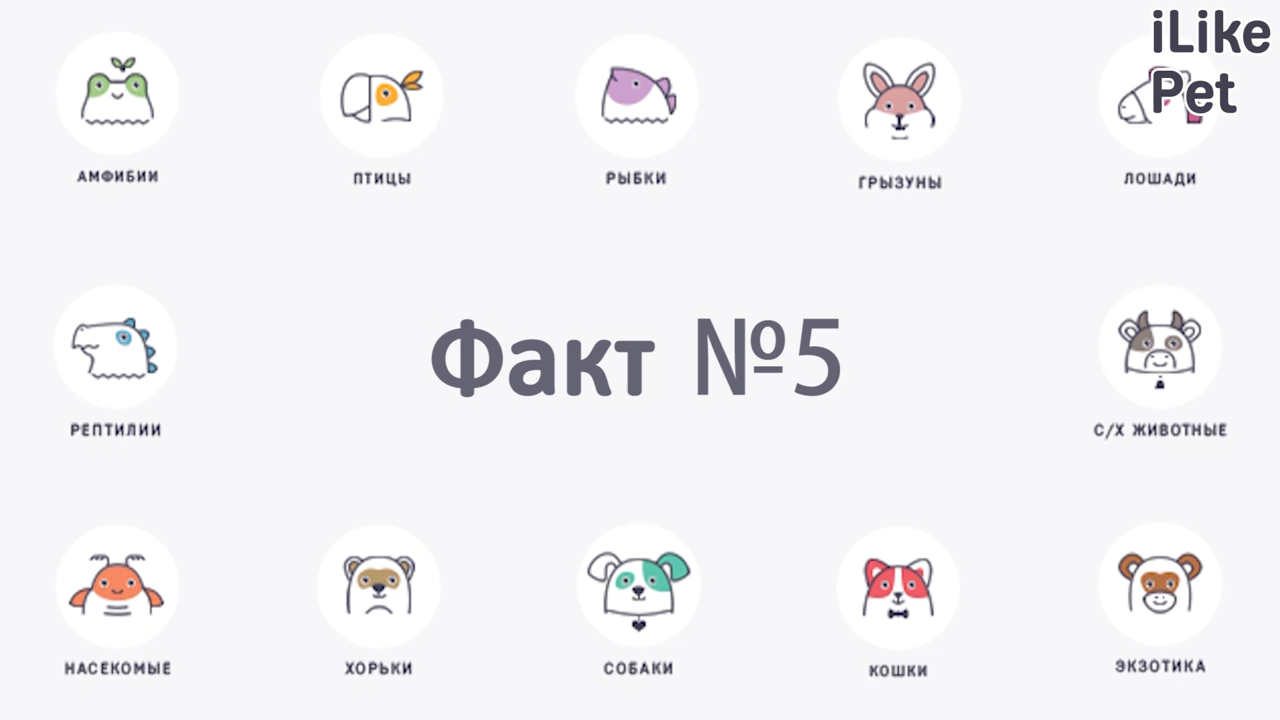 iLike
Pet
АМФИБИИ
ПТИЦЫ
РЫБКИ
ГРЫЗУНЫ
ЛОШАДИ
Факт №5
РЕПТИЛИИ
С/Х ЖИВОТНЫЕ
НАСЕКОМЫЕ
ХОРЬКИ
СОБАКИ
КОШКИ
ЭКЗОТИКА